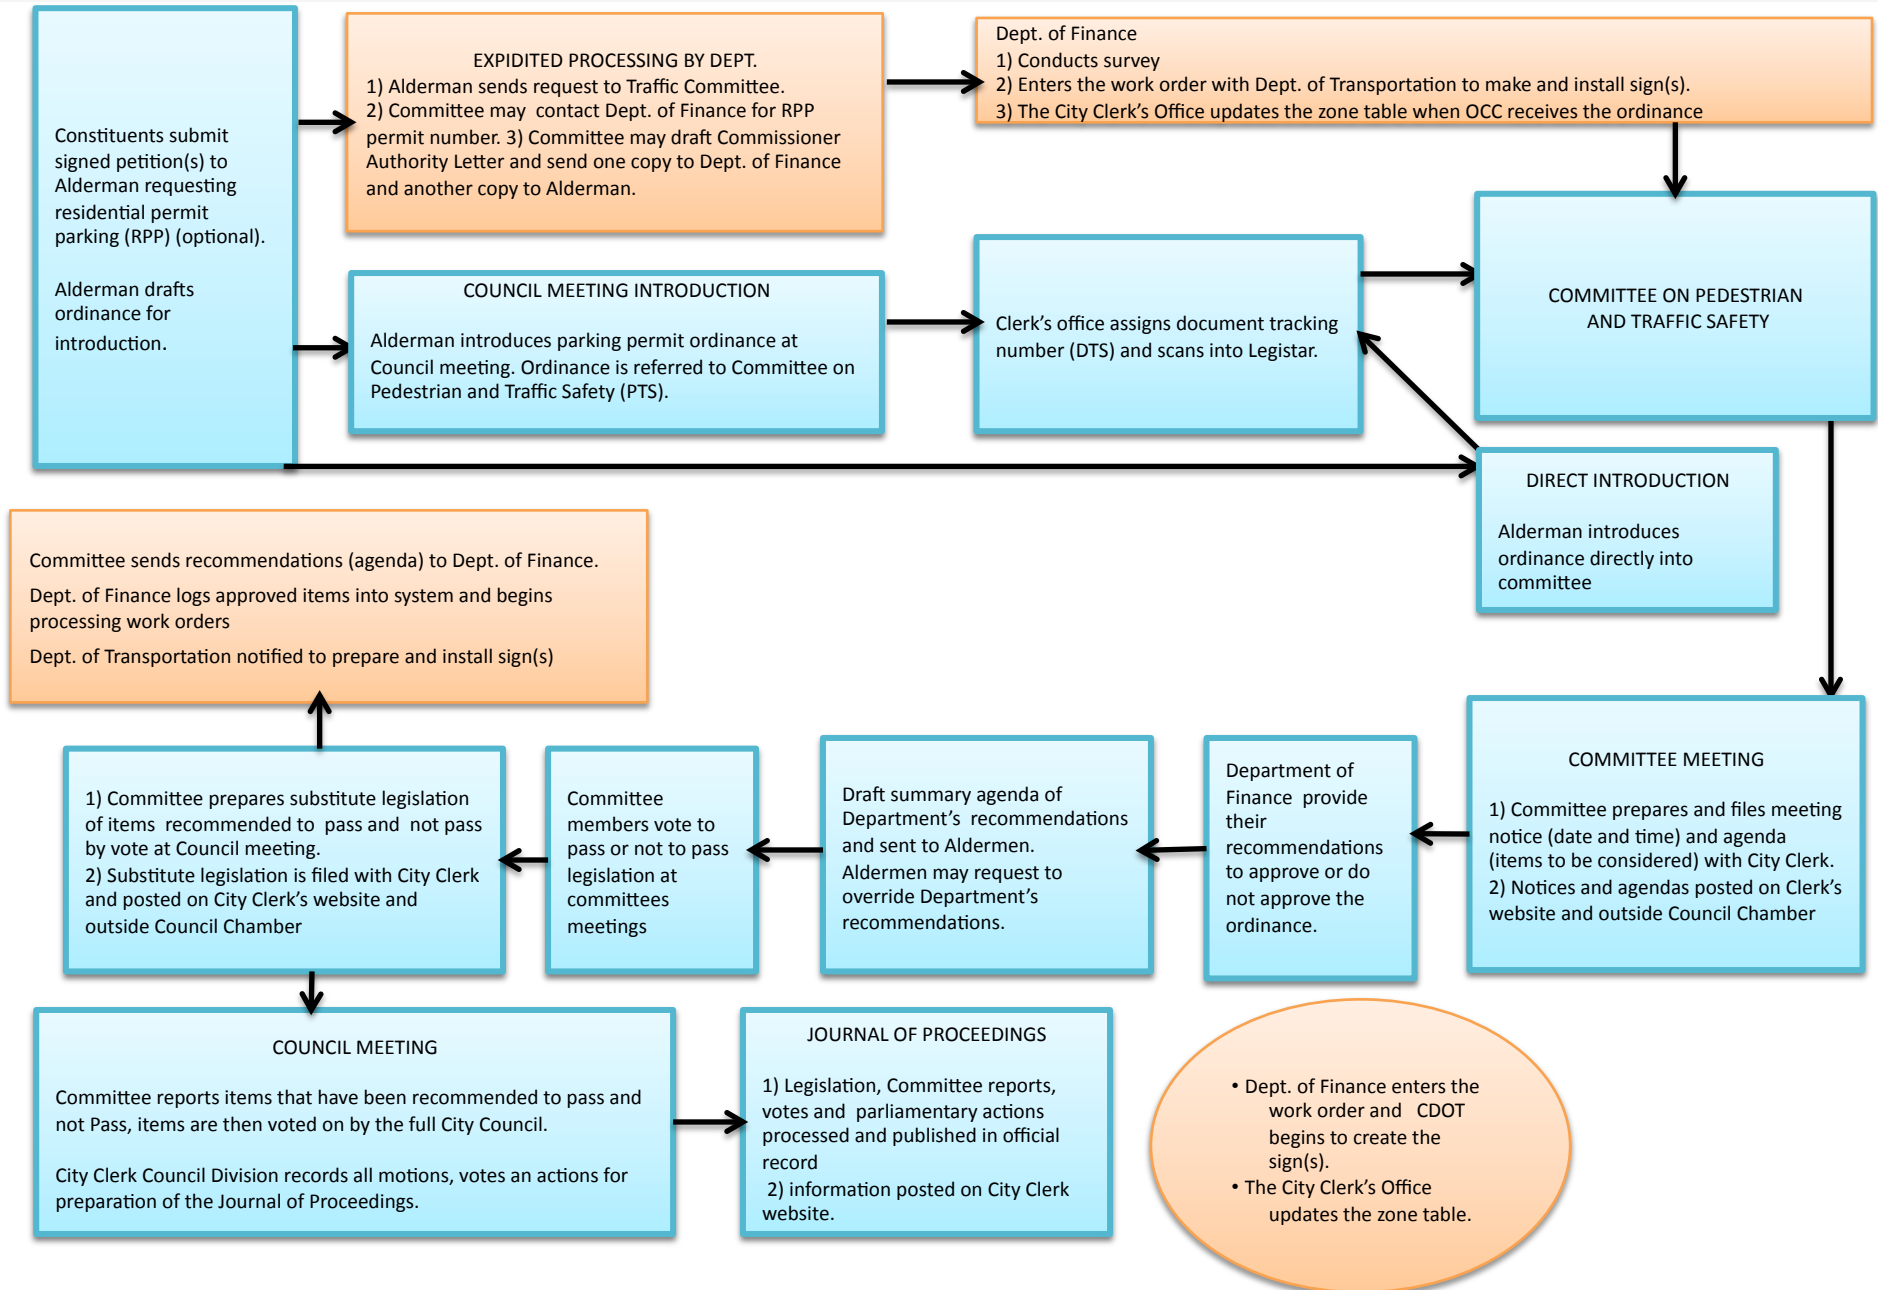 Constituents submit
signed petition(s) to
Alderman requesting
residential permit
parking (RPP) (optional).
Alderman drafts
ordinance for
introduction.
EXPIDITED PROCESSING BY DEPT.
1) Alderman sends request to Traffic Committee.
2) Committee may contact Dept. of Finance for RPP
permit number. 3) Committee may draft Commissioner
Authority Letter and send one copy to Dept. of Finance
and another copy to Alderman.
Dept. of Finance
1) Conducts survey
2) Enters the work order with Dept. of Transportation to make and install sign(s).
3) The City Clerk's Office updates the zone table when OCC receives the ordinance
COUNCIL MEETING INTRODUCTION
Alderman introduces parking permit ordinance at
Council meeting. Ordinance is referred to Committee on
Pedestrian and Traffic Safety (PTS).
Clerk's office assigns document tracking
number (DTS) and scans into Legistar.
COMMITTEE ON PEDESTRIAN
AND TRAFFIC SAFETY
DIRECT INTRODUCTION
Alderman introduces
ordinance directly into
committee
Committee sends recommendations (agenda) to Dept. of Finance.
Dept. of Finance logs approved items into system and begins
processing work orders
Dept. of Transportation notified to prepare and install sign(s)
COMMITTEE MEETING
1) Committee prepares and files meeting
notice (date and time) and agenda
(items to be considered) with City Clerk.
2) Notices and agendas posted on Clerk's
website and outside Council Chamber
Department of
Finance provide
their
recommendations
to approve or do
not approve the
ordinance.
Draft summary agenda of
Department's recommendations
and sent to Aldermen.
Aldermen may request to
override Department's
recommendations.
Committee
members vote to
pass or not to pass
legislation at
committees
meetings
1) Committee prepares substitute legislation
of items recommended to pass and not pass
by vote at Council meeting.
2) Substitute legislation is filed with City Clerk
and posted on City Clerk's website and
outside Council Chamber
COUNCIL MEETING
Committee reports items that have been recommended to pass and
not Pass, items are then voted on by the full City Council.
City Clerk Council Division records all motions, votes an actions for
preparation of the Journal of Proceedings.
JOURNAL OF PROCEEDINGS
1) Legislation, Committee reports,
votes and parliamentary actions
processed and published in official
record
2) information posted on City Clerk
website.
• Dept. of Finance enters the
work order and CDOT
begins to create the
sign(s).
• The City Clerk's Office
updates the zone table.